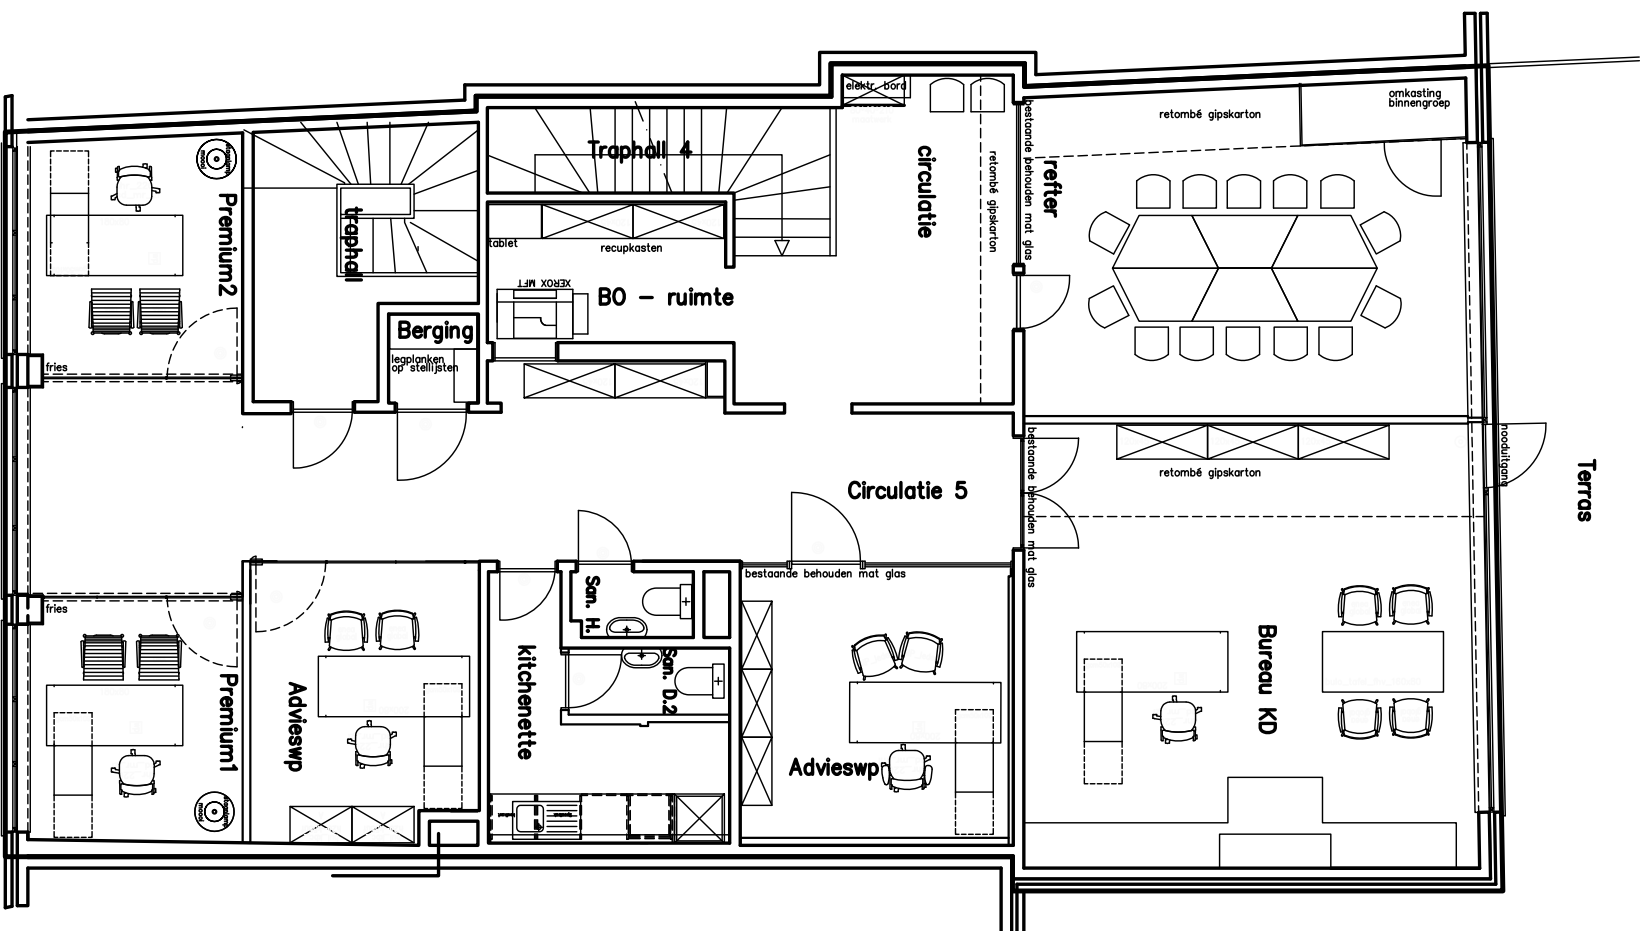 elektr. bord
omkasting
binnengroep
retombé gipskarton
Traphall 4
circulatie
retombé gipskarton
bestaande behouden mat glas
refter
Premium2
traphall
tablet
recupkasten
XEROX MFT
BO - ruimte
Berging
legplanken
op stellijsten
fries
Circulatie 5
bestaande behouden mat glas
retombé gipskarton
nooduitgang
Terras
bestaande behouden mat glas
fries
San. H.
San. D.2
kitchenette
Premium1
Advieswp
Advieswp
Bureau KD